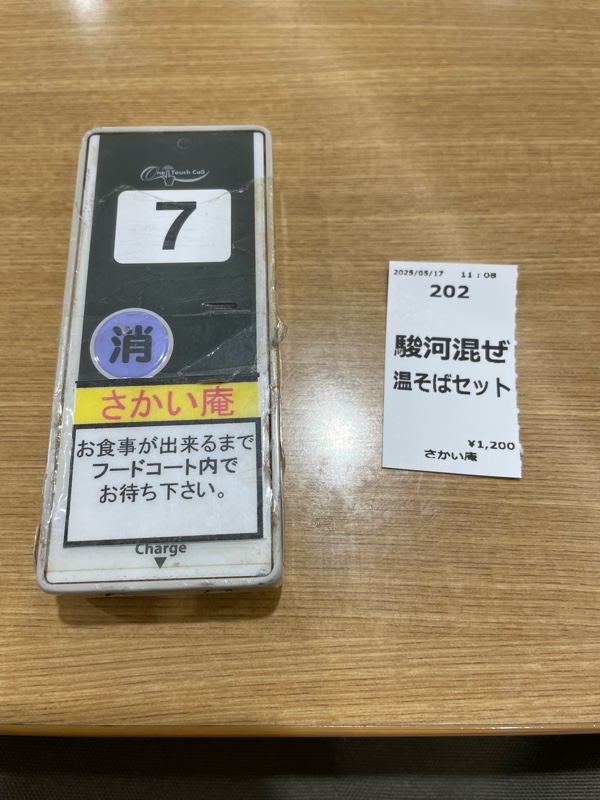 One Touch Call
7
消
さかい庵
お食事が出来るまで
フードコート内で
お待ち下さい。
Charge
2025/05/17 11:08
202
駿河混ぜ
温そばセット
¥1,200
さかい庵